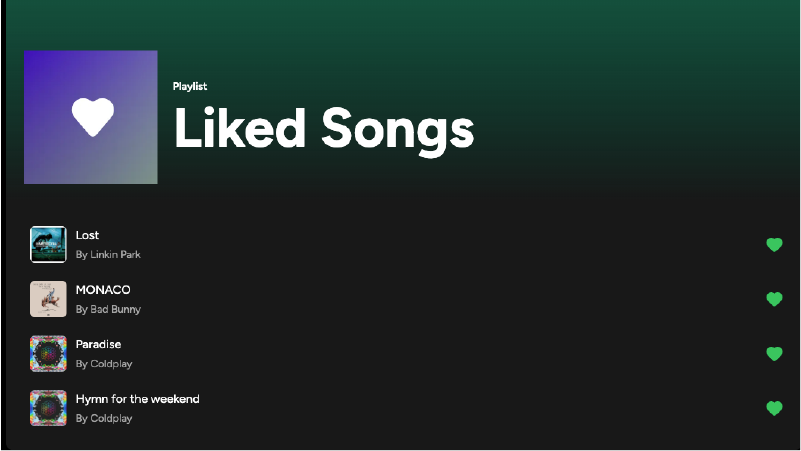 Playlist
Liked Songs
Lost
By Linkin Park
MONACO
By Bad Bunny
Paradise
By Coldplay
Hymn for the weekend
By Coldplay